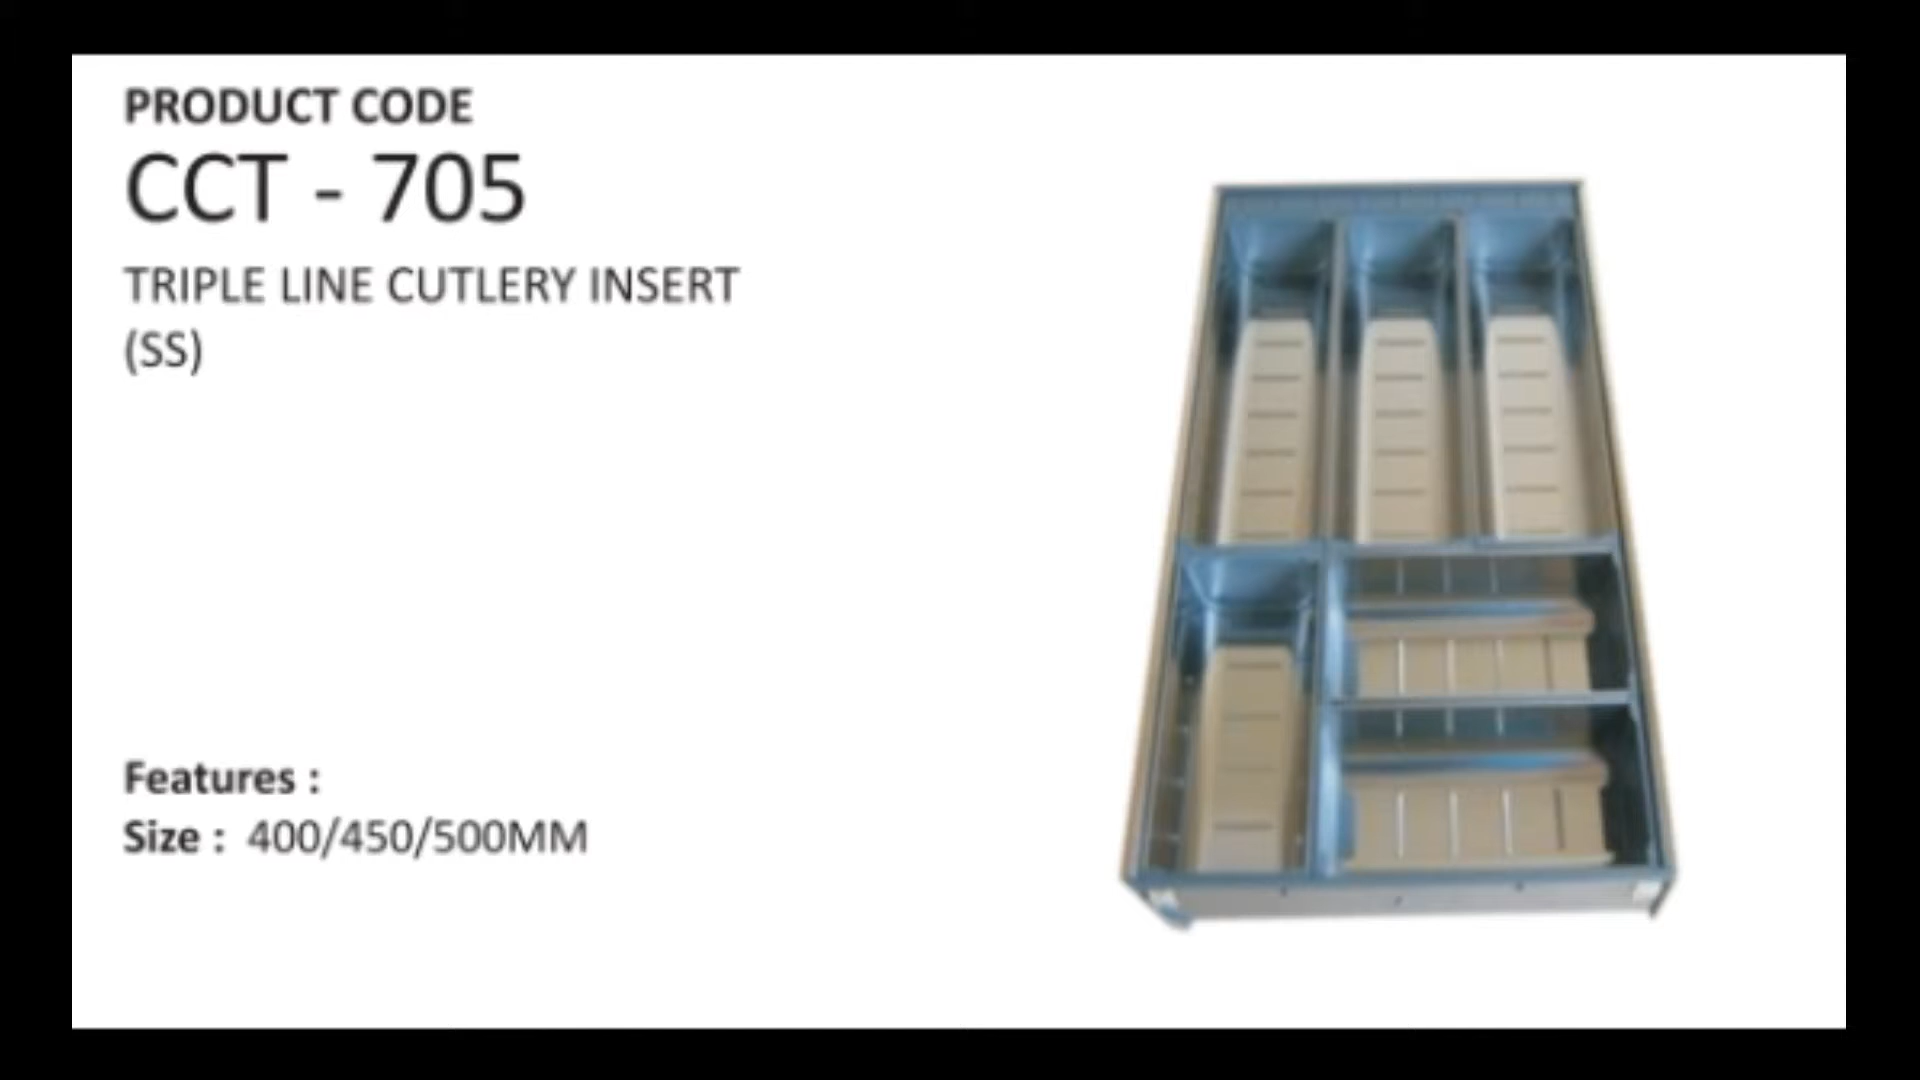 PRODUCT CODE
CCT - 705
TRIPLE LINE CUTLERY INSERT
(SS)
Features :
Size : 400/450/500MM